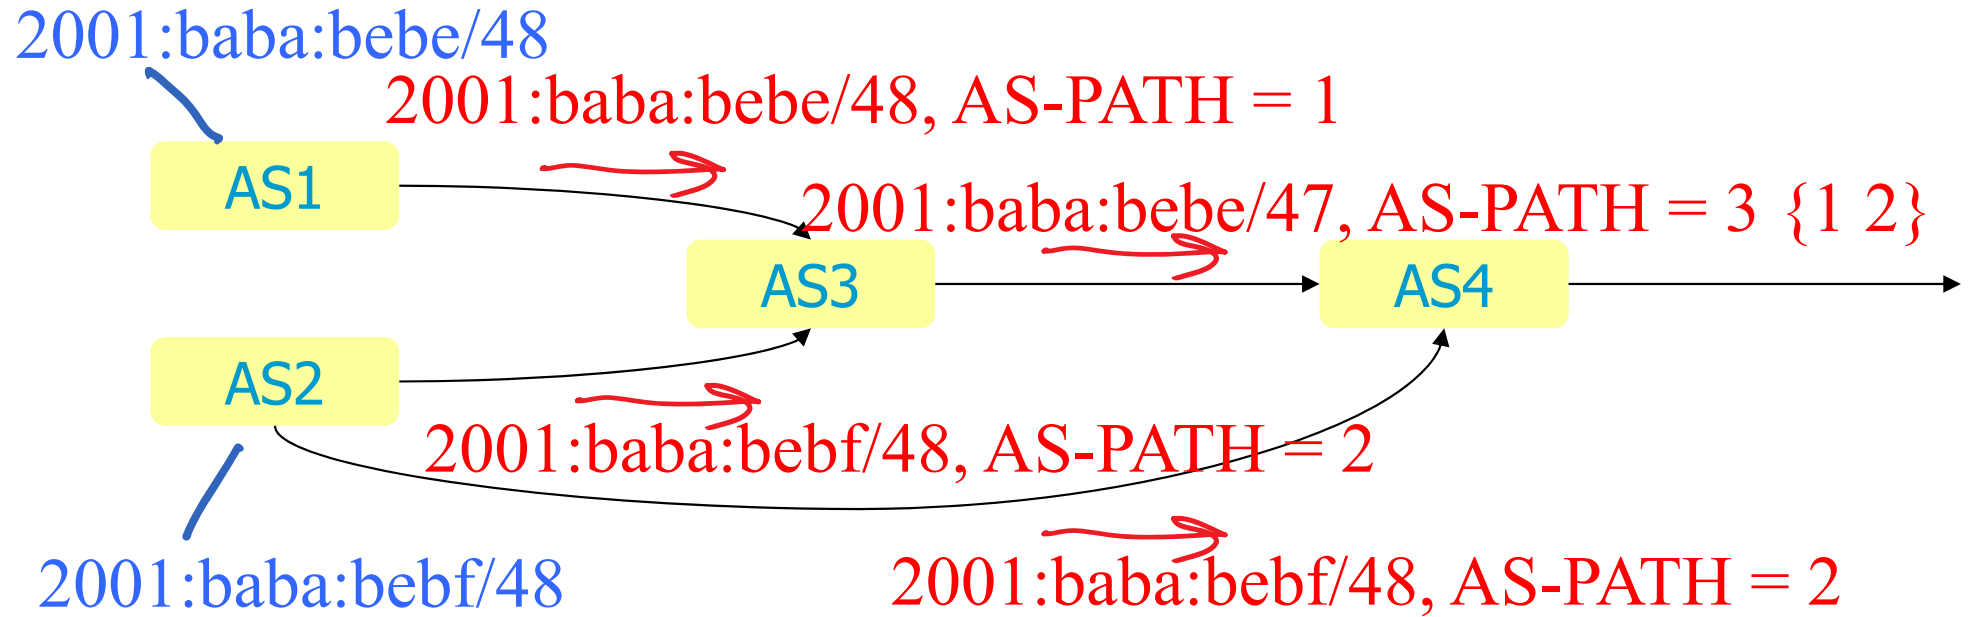 2001:baba:bebe/48
2001:baba:bebe/48, AS-PATH = 1
AS1
2001:baba:bebe/47, AS-PATH = 3 {1 2}
AS3
AS4
AS2
2001:baba:bebf/48, AS-PATH = 2
2001:baba:bebf/48
2001:baba:bebf/48, AS-PATH = 2